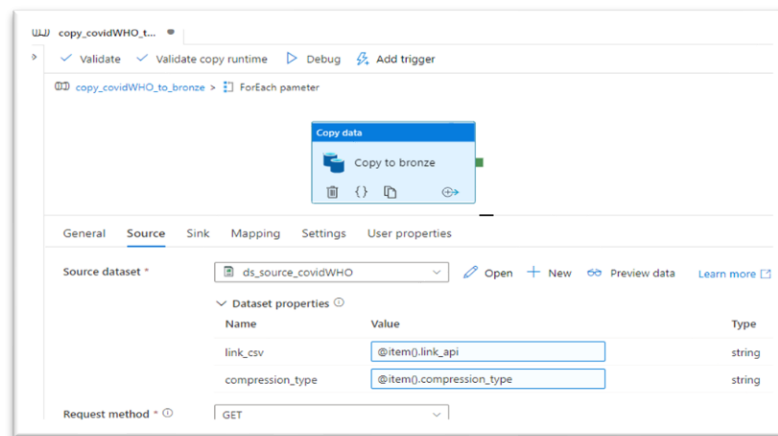 copy_covidWHO_t...
Validate Validate copy runtime Debug Add trigger
copy_covidWHO_to_bronze > ForEach pameter
Copy data
Copy to bronze
General Source Sink Mapping Settings User properties
Source dataset * ds_source_covidWHO Open New Preview data Learn more
Dataset properties
Name Value Type
link_csv @item().link_api string
compression_type @item().compression_type string
Request method * GET